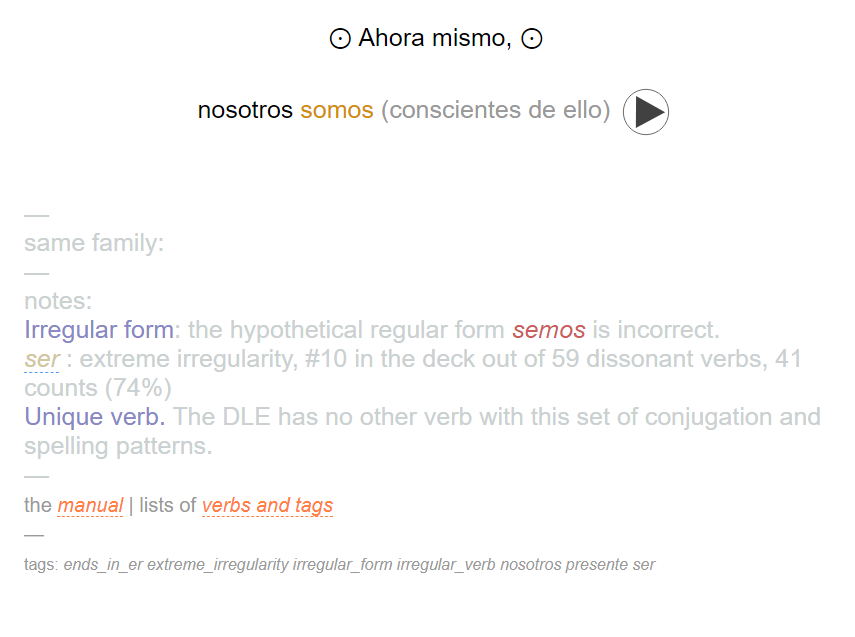 ⊙ Ahora mismo, ⊙
nosotros somos (conscientes de ello)
—
same family:
—
notes:
Irregular form: the hypothetical regular form semos is incorrect.
ser : extreme irregularity, #10 in the deck out of 59 dissonant verbs, 41
counts (74%)
Unique verb. The DLE has no other verb with this set of conjugation and
spelling patterns.
—
the manual | lists of verbs and tags
—
tags: ends_in_er extreme_irregularity irregular_form irregular_verb nosotros presente ser